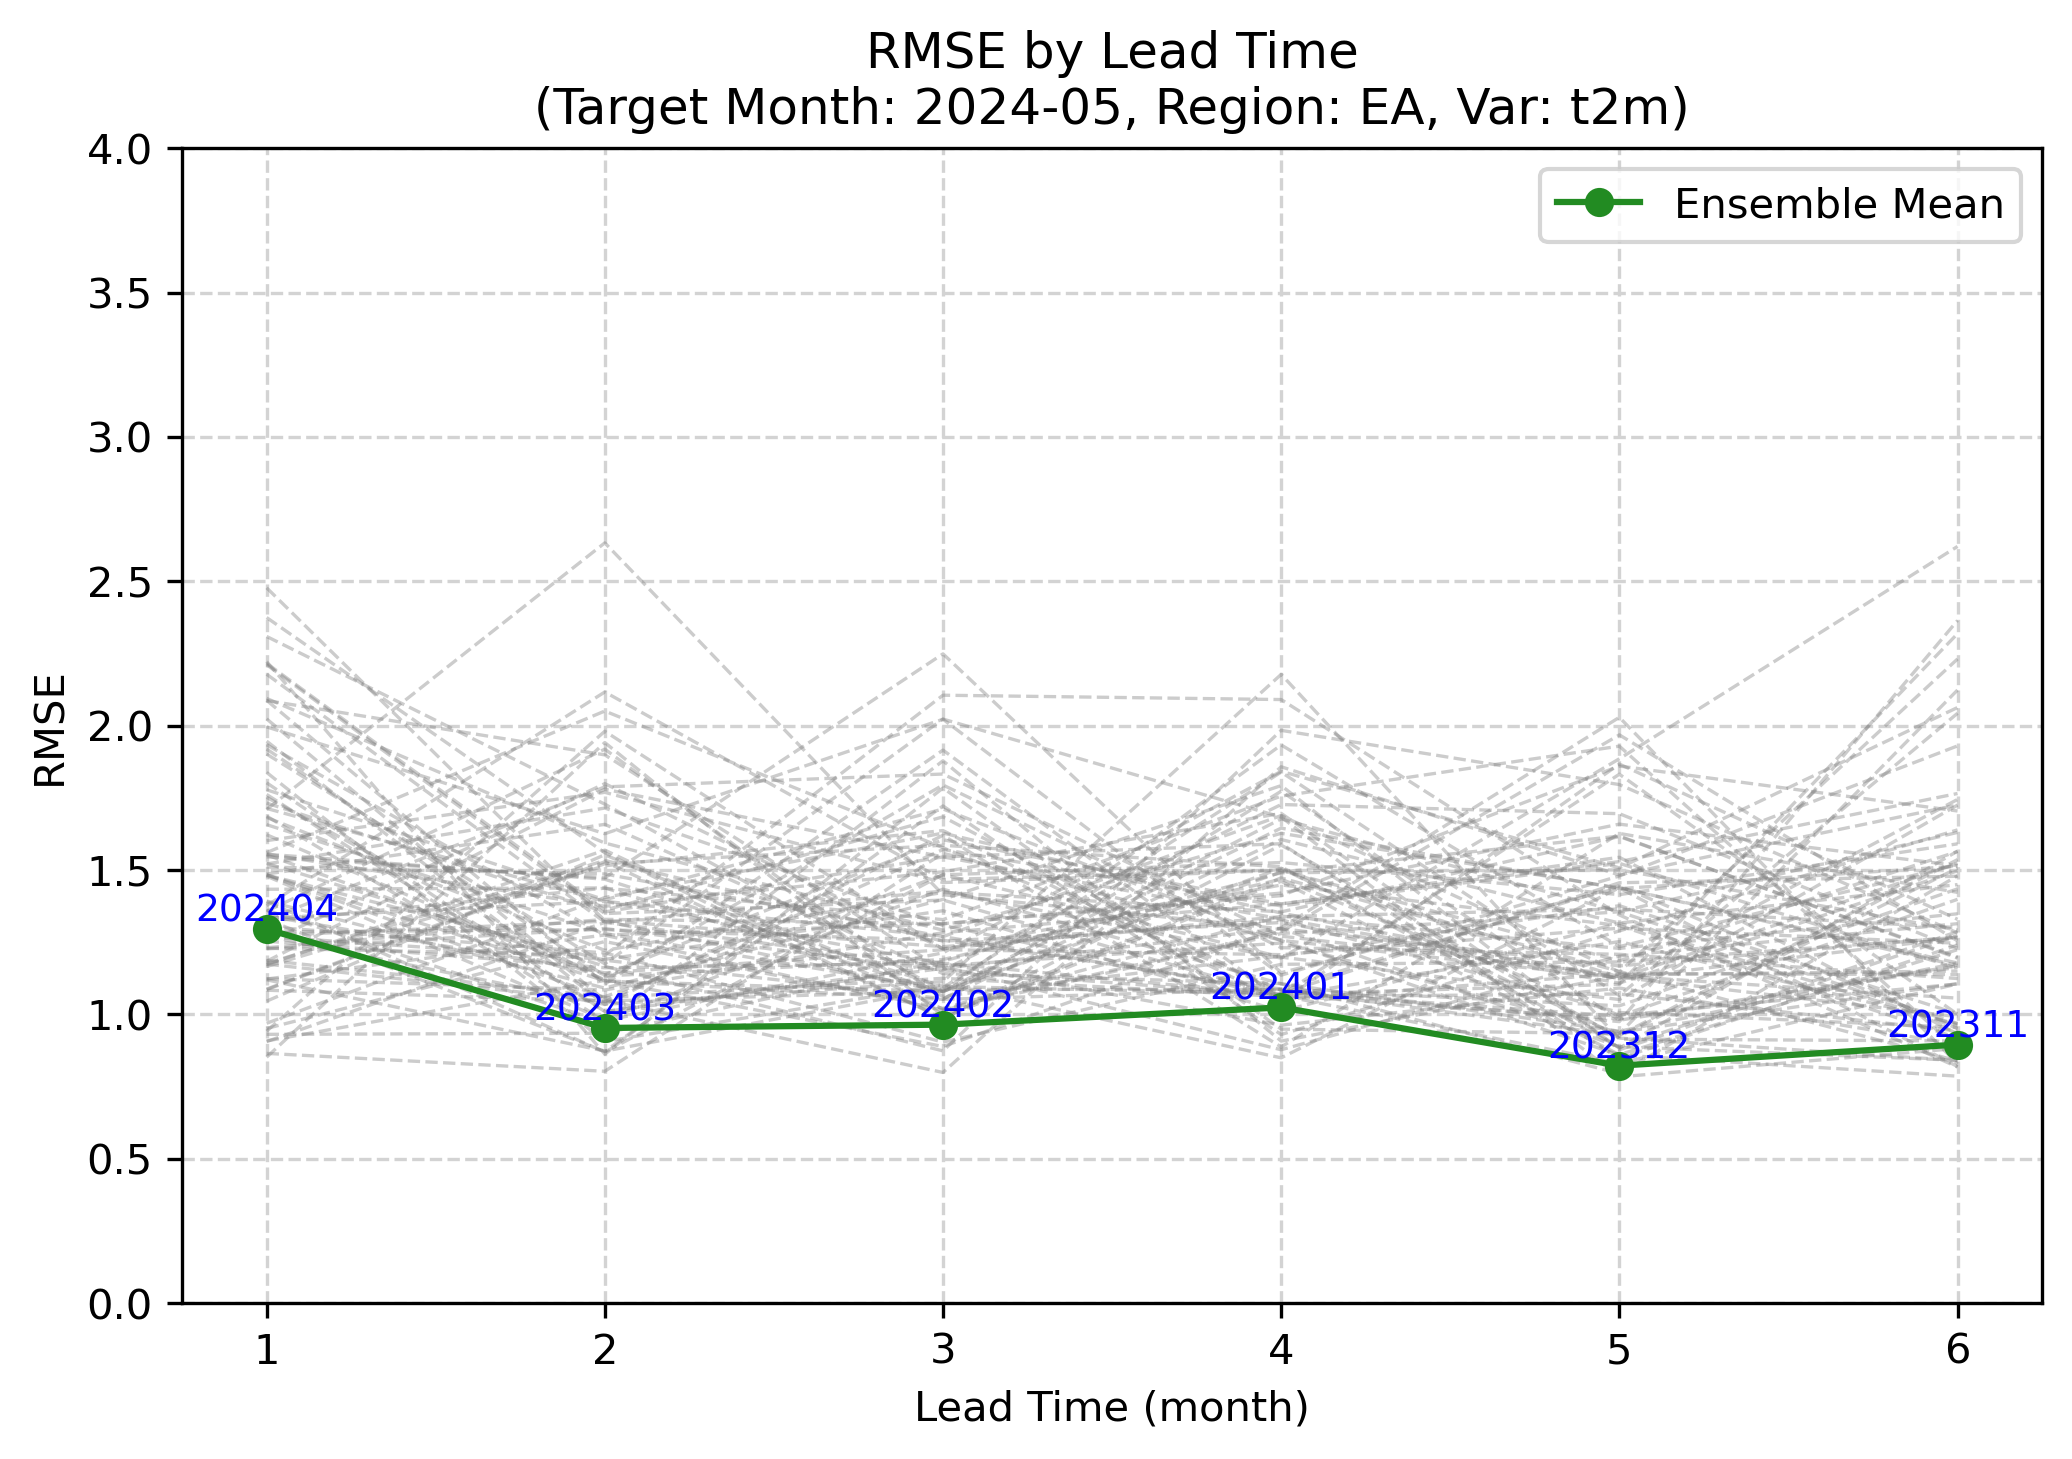 RMSE by Lead Time
(Target Month: 2024-05, Region: EA, Var: t2m)
4.0
3.5
3.0
2.5
2.0
1.5
1.0
0.5
0.0
RMSE
Ensemble Mean
202404
202403
202402
202401
202312
202311
1 2 3 4 5 6
Lead Time (month)